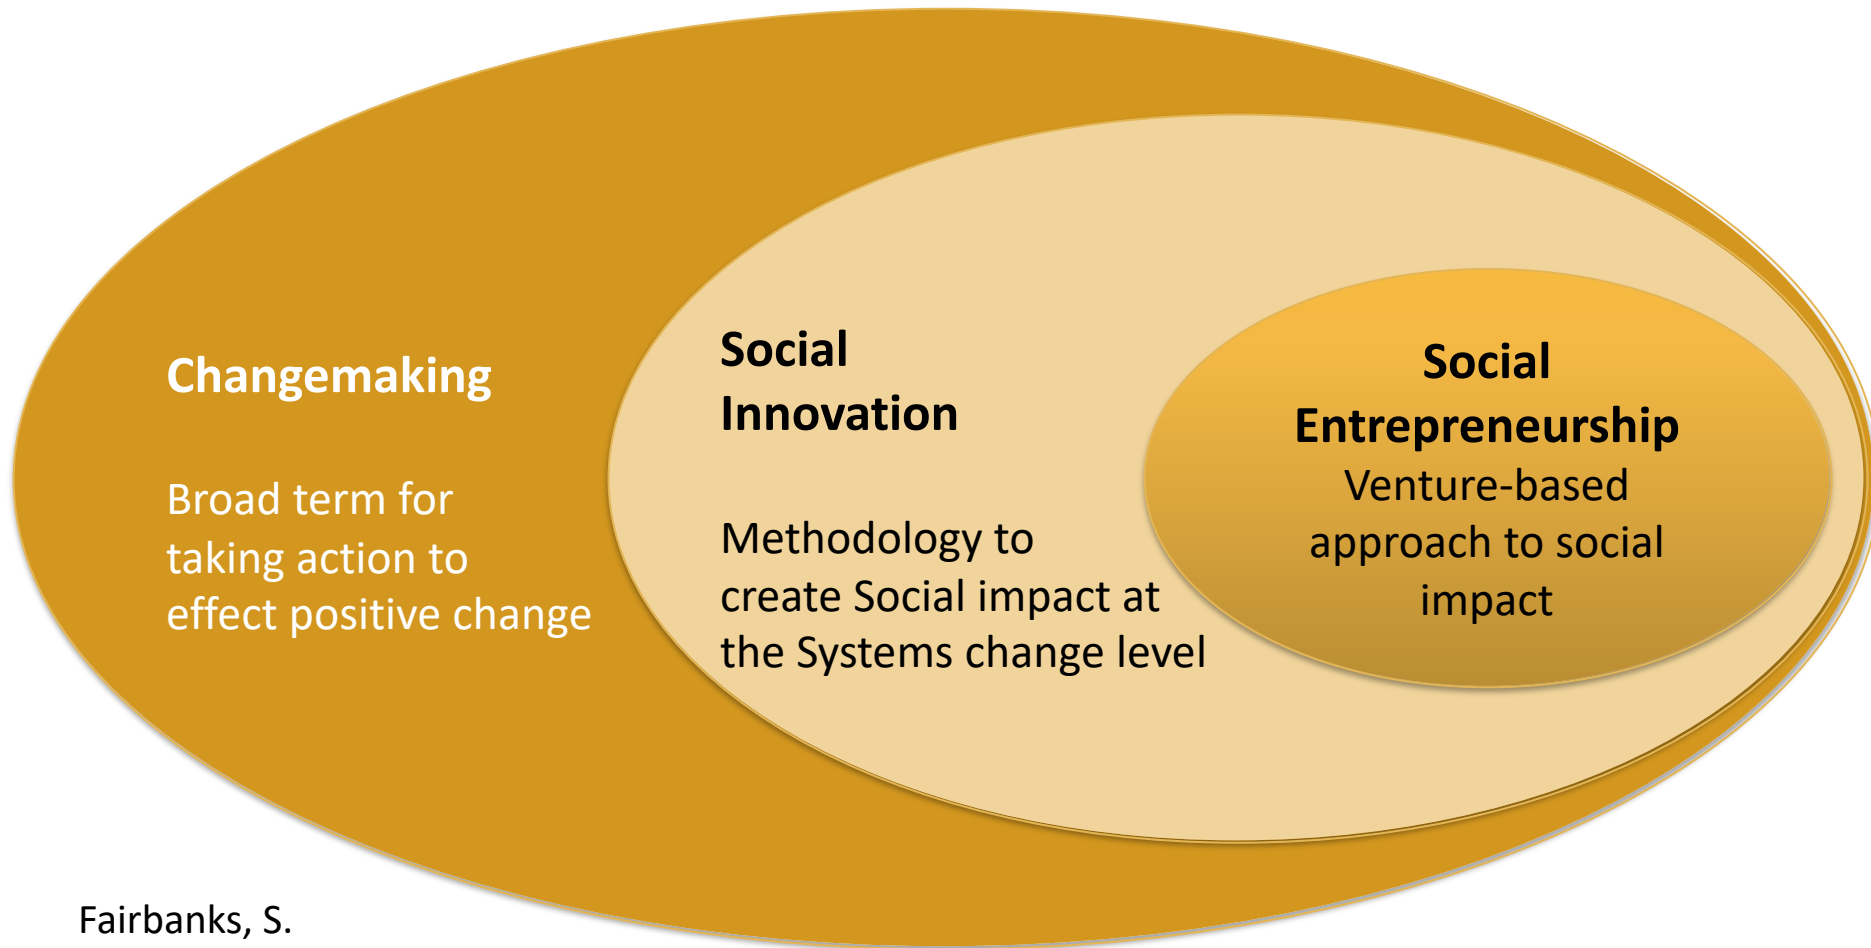 Changemaking
Broad term for
taking action to
effect positive change
Social
Innovation
Methodology to
create Social impact at
the Systems change level
Social
Entrepreneurship
Venture-based
approach to social
impact
Fairbanks, S.